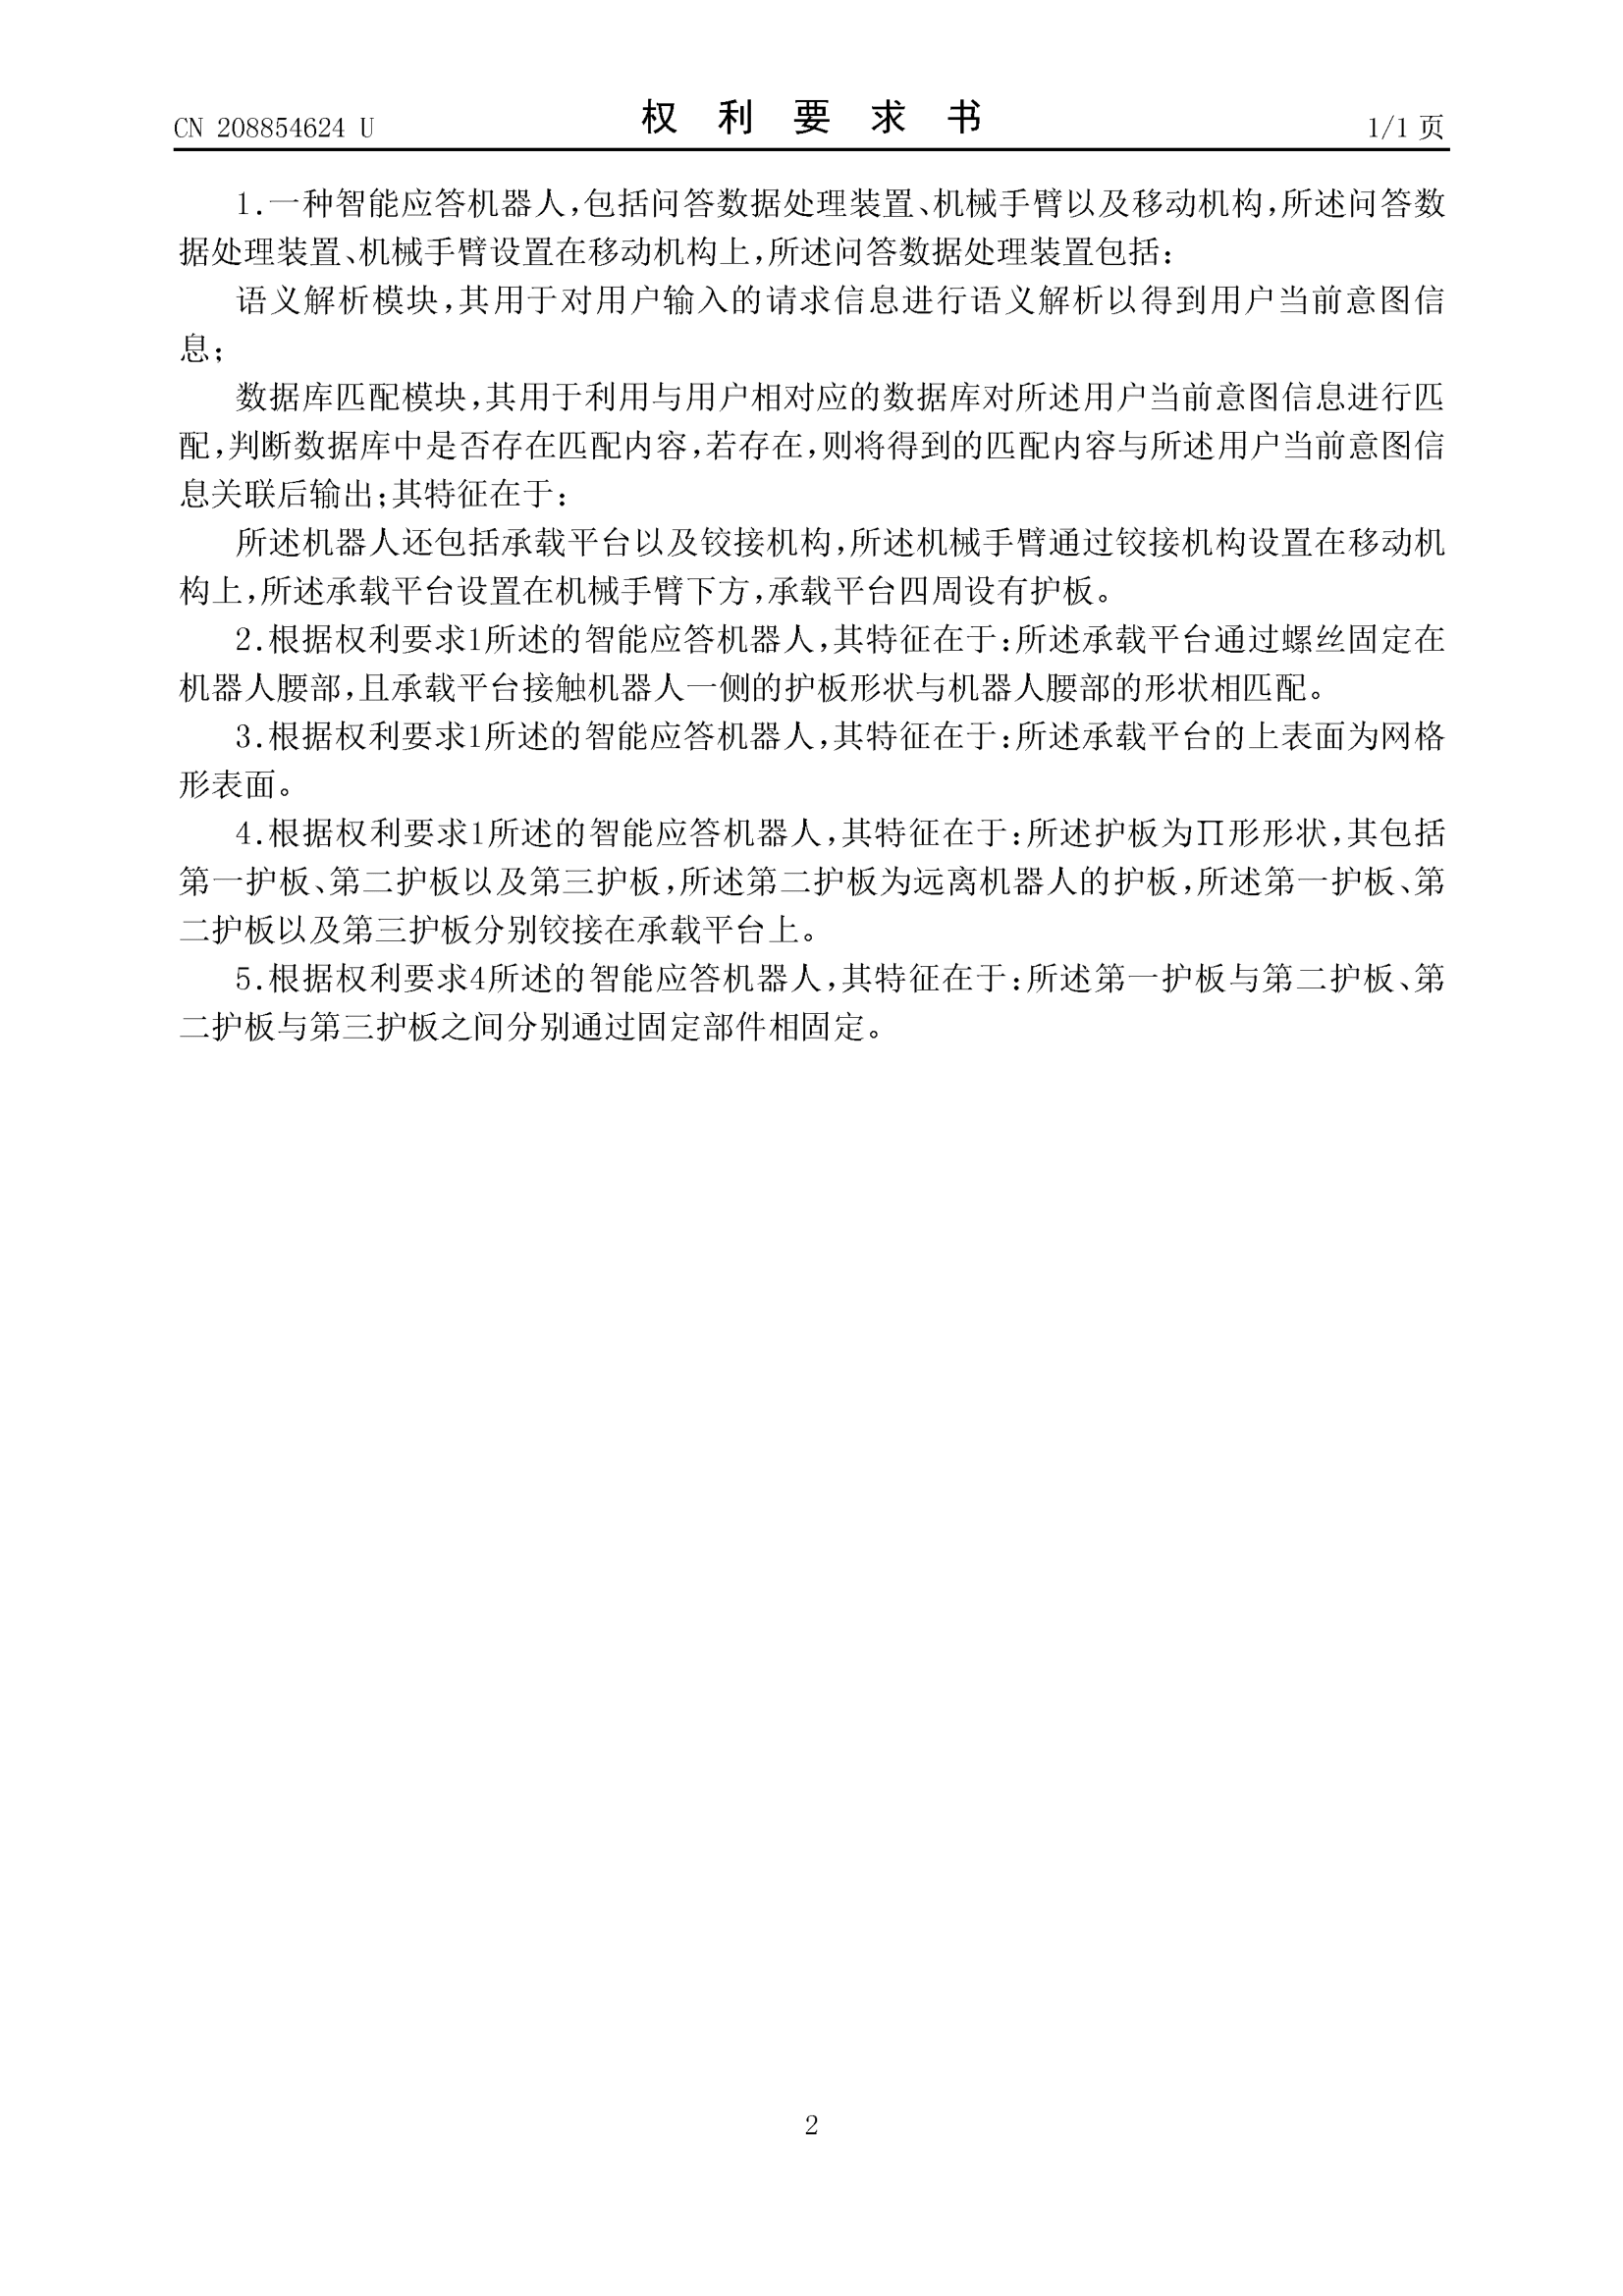 CN 208854624 U
权利要求书
1/1 页
1.一种智能应答机器人,包括问答数据处理装置、机械手臂以及移动机构,所述问答数
据处理装置、机械手臂设置在移动机构上,所述问答数据处理装置包括:
语义解析模块,其用于对用户输入的请求信息进行语义解析以得到用户当前意图信
息;
数据库匹配模块,其用于利用与用户相对应的数据库对所述用户当前意图信息进行匹
配,判断数据库中是否存在匹配内容,若存在,则将得到的匹配内容与所述用户当前意图信
息关联后输出;其特征在于:
所述机器人还包括承载平台以及铰接机构,所述机械手臂通过铰接机构设置在移动机
构上,所述承载平台设置在机械手臂下方,承载平台四周设有护板。
2.根据权利要求1所述的智能应答机器人,其特征在于:所述承载平台通过螺丝固定在
机器人腰部,且承载平台接触机器人一侧的护板形状与机器人腰部的形状相匹配。
3.根据权利要求1所述的智能应答机器人,其特征在于:所述承载平台的上表面为网格
形表面。
4.根据权利要求1所述的智能应答机器人,其特征在于:所述护板为∏形形状,其包括
第一护板、第二护板以及第三护板,所述第二护板为远离机器人的护板,所述第一护板、第
二护板以及第三护板分别铰接在承载平台上。
5.根据权利要求4所述的智能应答机器人,其特征在于:所述第一护板与第二护板、第
二护板与第三护板之间分别通过固定部件相固定。
2